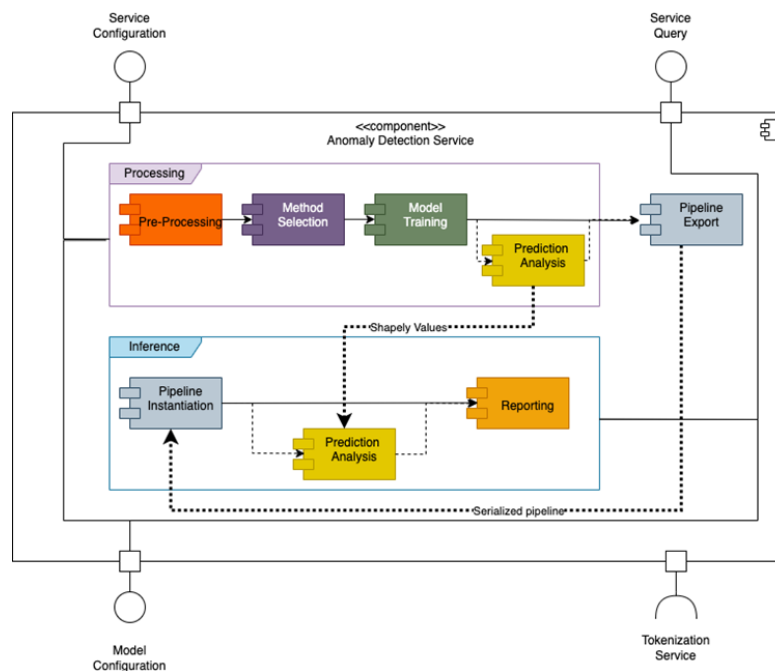 Service
Configuration
Service
Query
<<component>>
Anomaly Detection Service
Processing
Pre-Processing
Method
Selection
Model
Training
Pipeline
Export
Prediction
Analysis
Shapely Values
Inference
Pipeline
Instantiation
Reporting
Prediction
Analysis
Serialized pipeline
Model
Configuration
Tokenization
Service